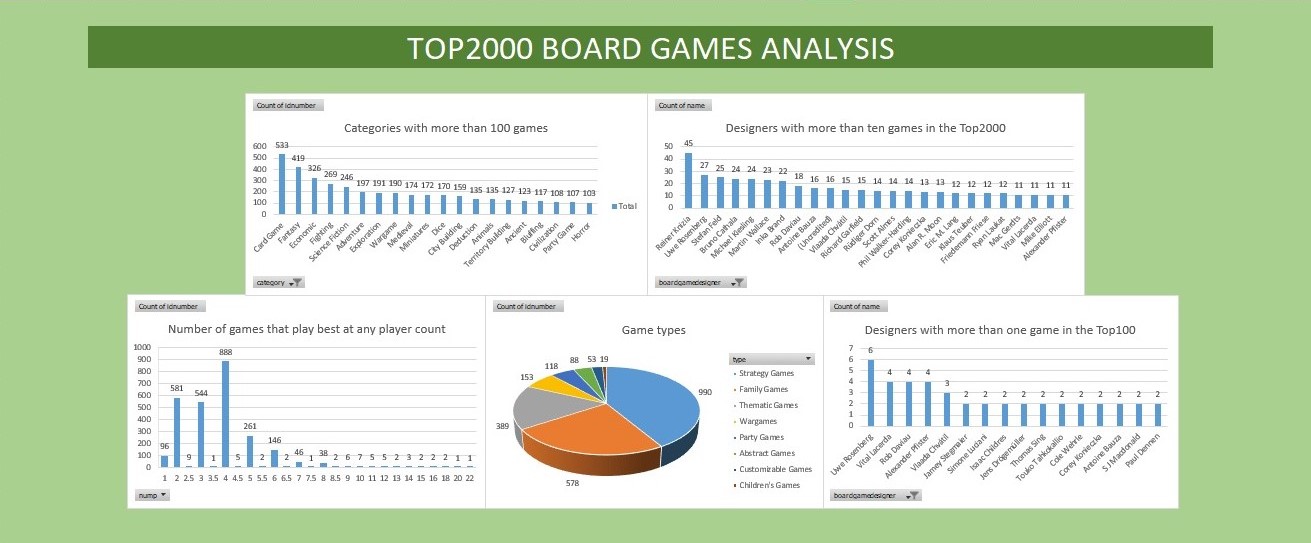 TOP2000 BOARD GAMES ANALYSIS
Count of idnumber
Categories with more than 100 games
600
500
400
300
200
100
0
533 419 326 269 246 197 191 190 174 172 170 159 135 135 127 123 117 108 107 103
Card Game Fantasy Economic Fighting Science Fiction Adventure Exploration Wargame Medieval Miniatures Dice City Building Deduction Animals Territory Building Ancient Bluffing Civilization Party Game Horror
Total
category
Count of name
Designers with more than ten games in the Top2000
50
40
30
20
10
0
45 27 25 24 24 23 22 18 16 16 15 15 14 14 14 13 13 12 12 12 12 11 11 11 11
Reiner Knizia Uwe Rosenberg Stefan Feld Bruno Cathala Michael Kiesling Martin Wallace Inka Brand Rob Daviau Antoine Bauza (Uncredited) Vlaada Chvátil Richard Garfield Rüdiger Dorn Scott Almes Phil Walker-Harding Corey Konieczka Alan R. Moon Eric M. Lang Klaus Teuber Friedemann Friese Ryan Laukat Mac Gerdts Vital Lacerda Mike Elliott Alexander Pfister
boardgamedesigner
Count of idnumber
Number of games that play best at any player count
1000
900
800
700
600
500
400
300
200
100
0
96 581 9 544 1 888 5 261 2 146 2 46 1 38 2 6 7 5 5 2 3 2 2 2 1 1
1 2 2.5 3 3.5 4 4.5 5 5.5 6 6.5 7 7.5 8 8.5 9 10 11 12 13 14 15 16 18 20 22
nump
Count of idnumber
Game types
990
578
389
153
118
88
53
19
type
Strategy Games
Family Games
Thematic Games
Wargames
Party Games
Abstract Games
Customizable Games
Children's Games
Count of name
Designers with more than one game in the Top100
7
6
5
4
3
2
1
0
6 4 4 4 3 2 2 2 2 2 2 2 2 2 2 2
Uwe Rosenberg Vital Lacerda Rob Daviau Alexander Pfister Vlaada Chvátil Jamey Stegmaier Simone Luciani Isaac Childres Jens Drögemüller Thomas Sing Touko Tahkokallio Cole Wehrle Corey Konieczka Antoine Bauza S J Macdonald Paul Dennen
boardgamedesigner